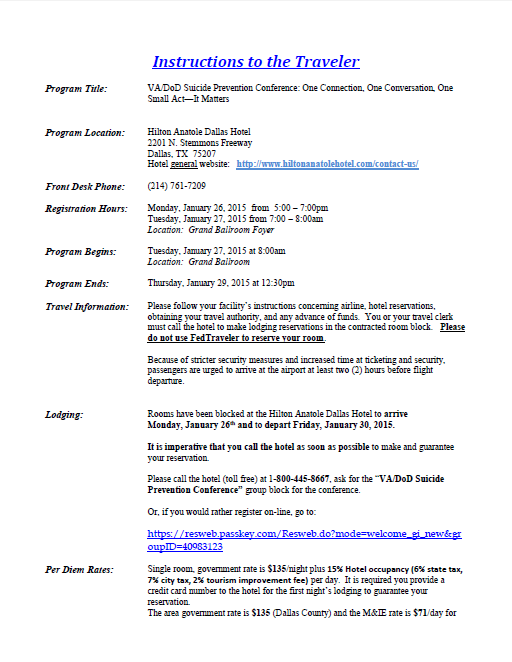 Instructions to the Traveler
Program Title: VA/DoD Suicide Prevention Conference: One Connection, One Conversation, One
Small Act—It Matters
Program Location: Hilton Anatole Dallas Hotel
2201 N. Stemmons Freeway
Dallas, TX 75207
Hotel general website: http://www.hiltonanatolehotel.com/contact-us/
Front Desk Phone: (214) 761-7209
Registration Hours: Monday, January 26, 2015 from 5:00 – 7:00pm
Tuesday, January 27, 2015 from 7:00 – 8:00am
Location: Grand Ballroom Foyer
Program Begins: Tuesday, January 27, 2015 at 8:00am
Location: Grand Ballroom
Program Ends: Thursday, January 29, 2015 at 12:30pm
Travel Information: Please follow your facility's instructions concerning airline, hotel reservations,
obtaining your travel authority, and any advance of funds. You or your travel clerk
must call the hotel to make lodging reservations in the contracted room block. Please
do not use FedTraveler to reserve your room.
Because of stricter security measures and increased time at ticketing and security,
passengers are urged to arrive at the airport at least two (2) hours before flight
departure.
Lodging: Rooms have been blocked at the Hilton Anatole Dallas Hotel to arrive
Monday, January 26th and to depart Friday, January 30, 2015.
It is imperative that you call the hotel as soon as possible to make and guarantee
your reservation.
Please call the hotel (toll free) at 1-800-445-8667, ask for the "VA/DoD Suicide
Prevention Conference" group block for the conference.
Or, if you would rather register on-line, go to:
https://resweb.passkey.com/Resweb.do?mode=welcome_gi_new&gr
oupID=40983123
Per Diem Rates: Single room, government rate is $135/night plus 15% Hotel occupancy (6% state tax,
7% city tax, 2% tourism improvement fee) per day. It is required you provide a
credit card number to the hotel for the first night's lodging to guarantee your
reservation.
The area government rate is $135 (Dallas County) and the M&IE rate is $71/day for